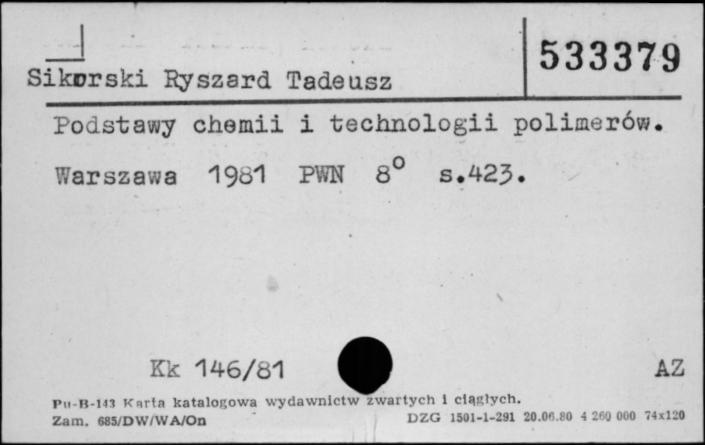 533379
Sikorski Ryszard Tadeusz
Podstawy chemii i technologii polimerów.
Warszawa 1981 PWN 8° s.423.
Kk 146/81 AZ
Pu-B-143 Karta katalogowa wydawnictw zwartych i ciągłych.
Zam. 685/DW/WA/On DZG 1501-1-291 20.06.80 4 260 000 74x120